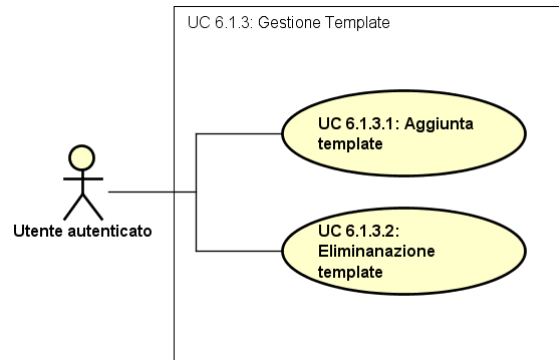 UC 6.1.3: Gestione Template
UC 6.1.3.1: Aggiunta
template
Utente autenticato
UC 6.1.3.2:
Eliminanazione
template